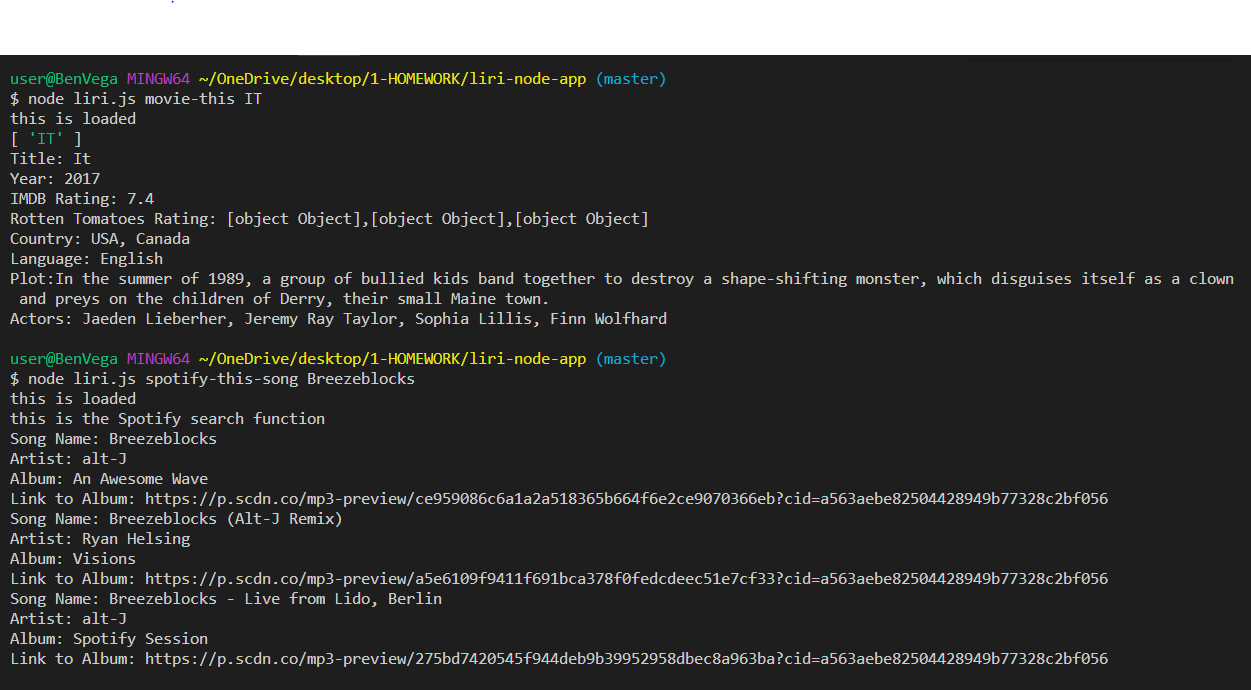 user@BenVega MINGW64 ~/OneDrive/desktop/1-HOMEWORK/liri-node-app (master)
$ node liri.js movie-this IT
this is loaded
[ 'IT' ]
Title: It
Year: 2017
IMDB Rating: 7.4
Rotten Tomatoes Rating: [object Object],[object Object],[object Object]
Country: USA, Canada
Language: English
Plot:In the summer of 1989, a group of bullied kids band together to destroy a shape-shifting monster, which disguises itself as a clown
 and preys on the children of Derry, their small Maine town.
Actors: Jaeden Lieberher, Jeremy Ray Taylor, Sophia Lillis, Finn Wolfhard
user@BenVega MINGW64 ~/OneDrive/desktop/1-HOMEWORK/liri-node-app (master)
$ node liri.js spotify-this-song Breezeblocks
this is loaded
this is the Spotify search function
Song Name: Breezeblocks
Artist: alt-J
Album: An Awesome Wave
Link to Album: https://p.scdn.co/mp3-preview/ce959086c6a1a2a518365b664f6e2ce9070366eb?cid=a563aebe82504428949b77328c2bf056
Song Name: Breezeblocks (Alt-J Remix)
Artist: Ryan Helsing
Album: Visions
Link to Album: https://p.scdn.co/mp3-preview/a5e6109f9411f691bca378f0fedcdeec51e7cf33?cid=a563aebe82504428949b77328c2bf056
Song Name: Breezeblocks - Live from Lido, Berlin
Artist: alt-J
Album: Spotify Session
Link to Album: https://p.scdn.co/mp3-preview/275bd7420545f944deb9b39952958dbec8a963ba?cid=a563aebe82504428949b77328c2bf056